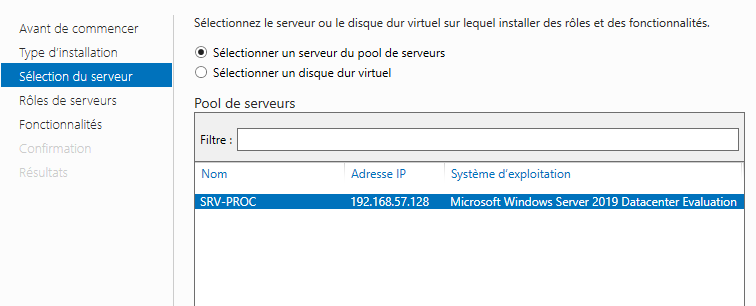 Avant de commencer
Type d'installation
Sélection du serveur
Rôles de serveurs
Fonctionnalités
Confirmation
Résultats
Sélectionnez le serveur ou le disque dur virtuel sur lequel installer des rôles et des fonctionnalités.
Sélectionner un serveur du pool de serveurs
Sélectionner un disque dur virtuel
Pool de serveurs
Filtre :
Nom Adresse IP Système d'exploitation
SRV-PROC 192.168.57.128 Microsoft Windows Server 2019 Datacenter Evaluation